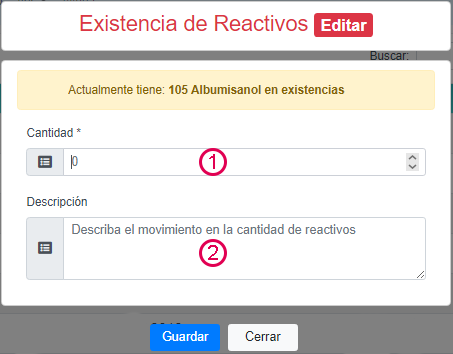 Existencia de Reactivos Editar
Buscar:
Actualmente tiene: 105 Albumisanol en existencias
Cantidad *
0
1
Descripción
Describa el movimiento en la cantidad de reactivos
2
Guardar
Cerrar